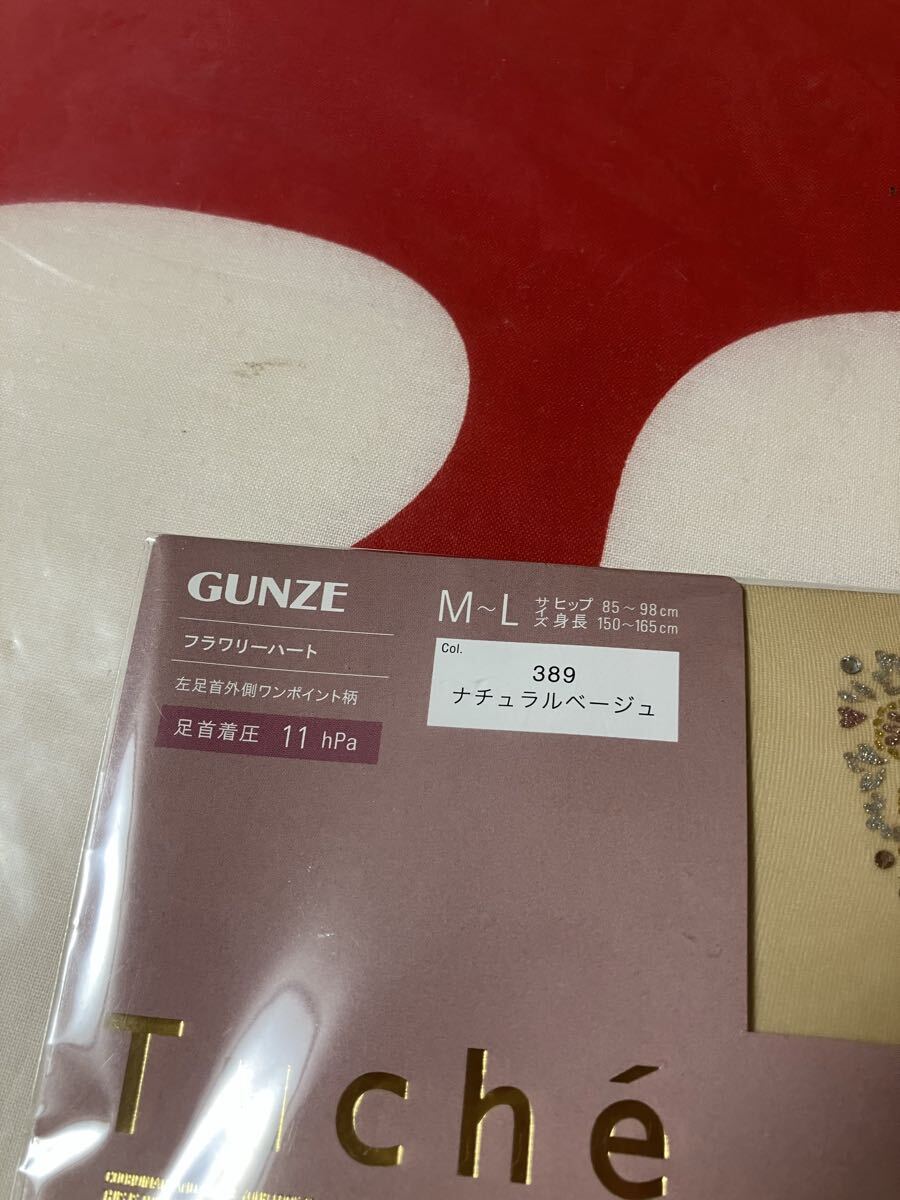 GUNZE
フラワリーハート
左足首外側ワンポイント柄
足首着圧 11 hPa
M～L サイズ ヒップ 85～98cm
身長 150～165cm
Col.
389
ナチュラルベージュ
Tuché